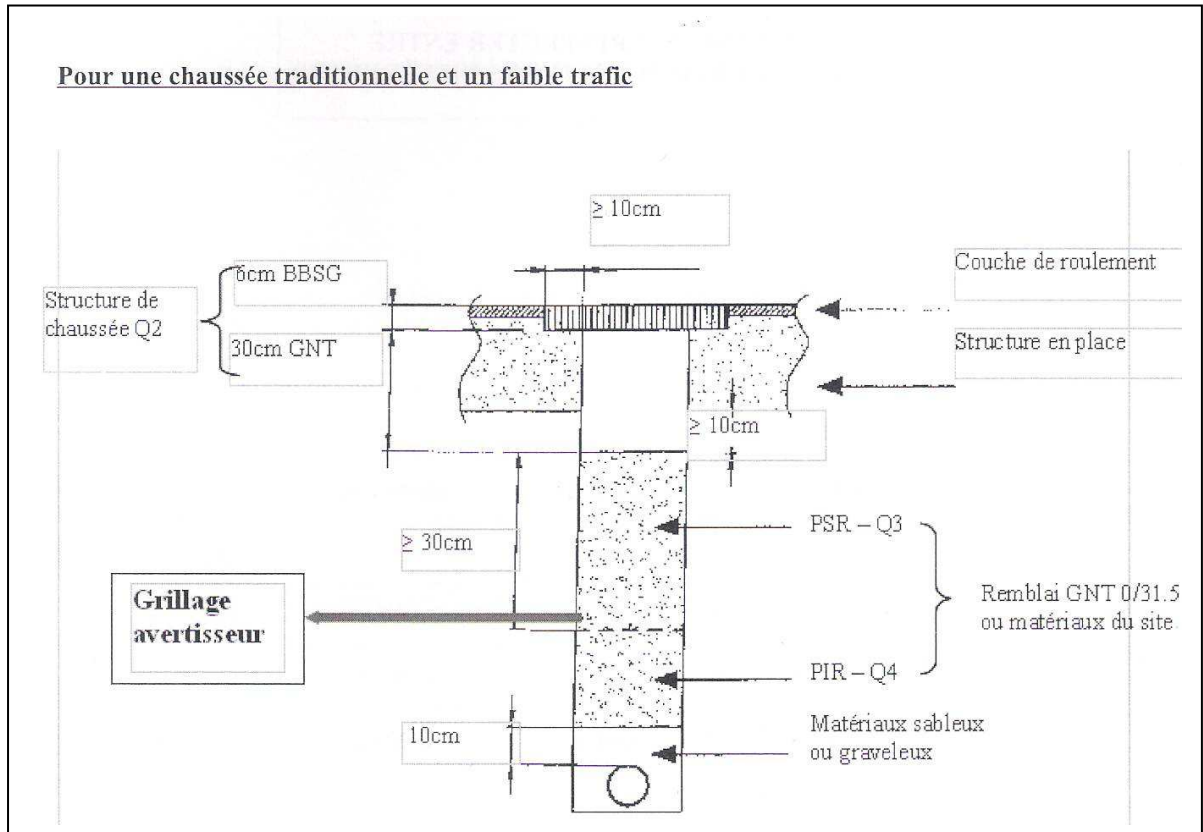 Pour une chaussée traditionnelle et un faible trafic
≥ 10cm
6cm BBSG
Structure de
chaussée Q2
30cm GNT
Couche de roulement
Structure en place
≥ 10cm
≥ 30cm
PSR – Q3
Grillage
avertisseur
Remblai GNT 0/31.5
ou matériaux du site
PIR – Q4
10cm
Matériaux sableux
ou graveleux